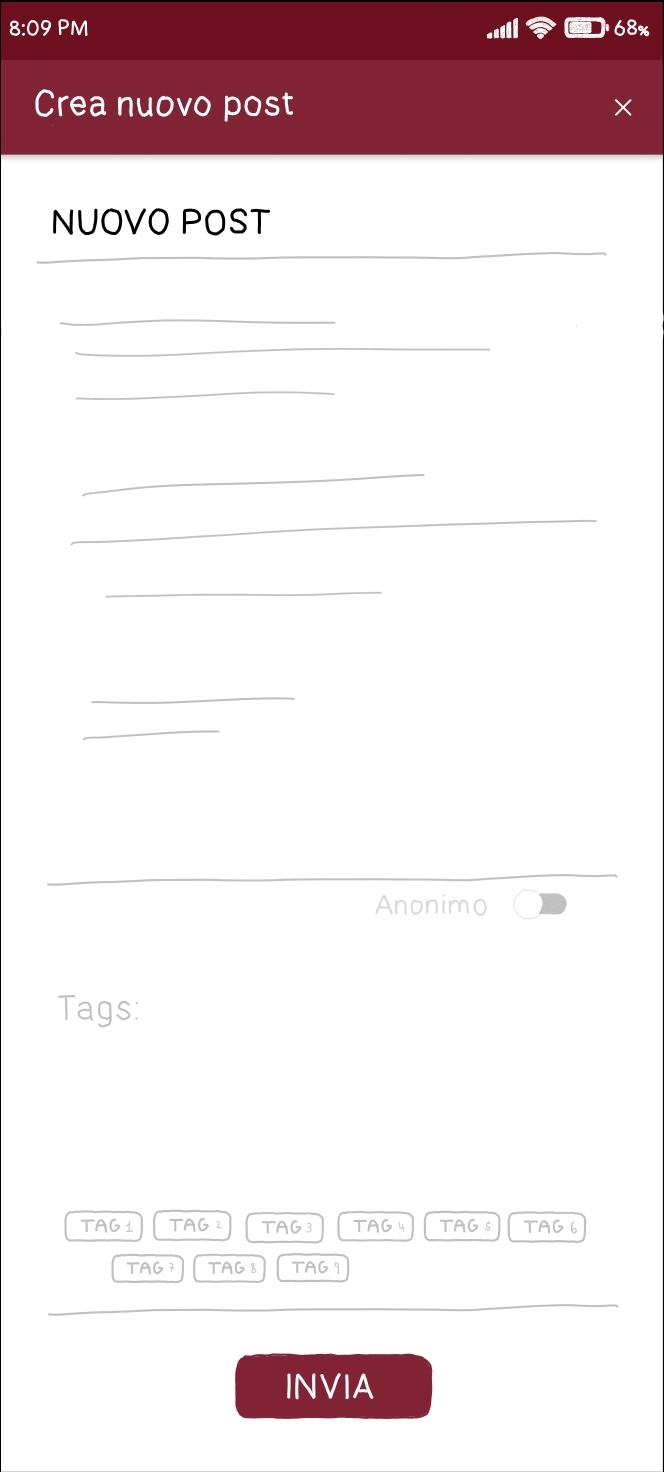 8:09 PM 68%
Crea nuovo post ×
NUOVO POST
Anonimo
Tags:
TAG 1 TAG 2 TAG 3 TAG 4 TAG 5 TAG 6
TAG 7 TAG 8 TAG 9
INVIA